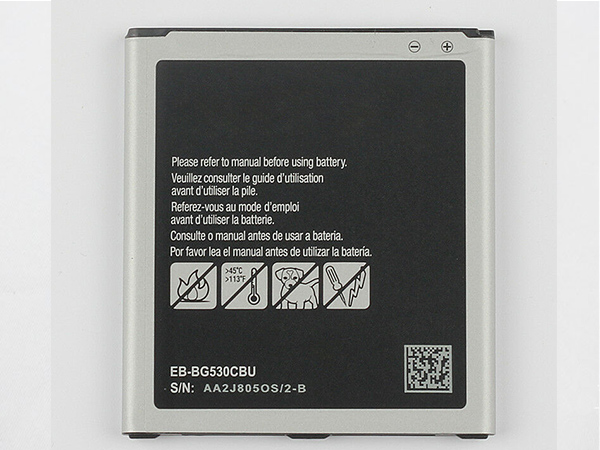 ⊖ ⊕
Please refer to manual before using battery.
Veuillez consulter le guide d'utilisation
avant d'utiliser la pile.
Referez-vous au mode d'emploi
avant d'utiliser la batterie.
Consulte o manual antes de usar a bateria.
Por favor lea el manual antes de utilizar la batería.
>45°C
>113°F
EB-BG530CBU
S/N: AA2J805OS/2-B